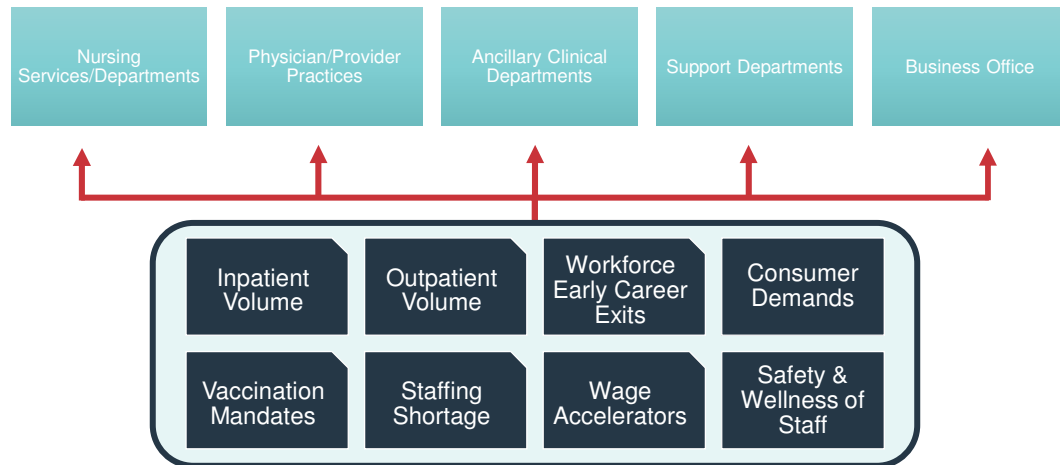 Nursing
Services/Departments
Physician/Provider
Practices
Ancillary Clinical
Departments
Support Departments
Business Office
Inpatient
Volume
Outpatient
Volume
Workforce
Early Career
Exits
Consumer
Demands
Vaccination
Mandates
Staffing
Shortage
Wage
Accelerators
Safety &
Wellness of
Staff